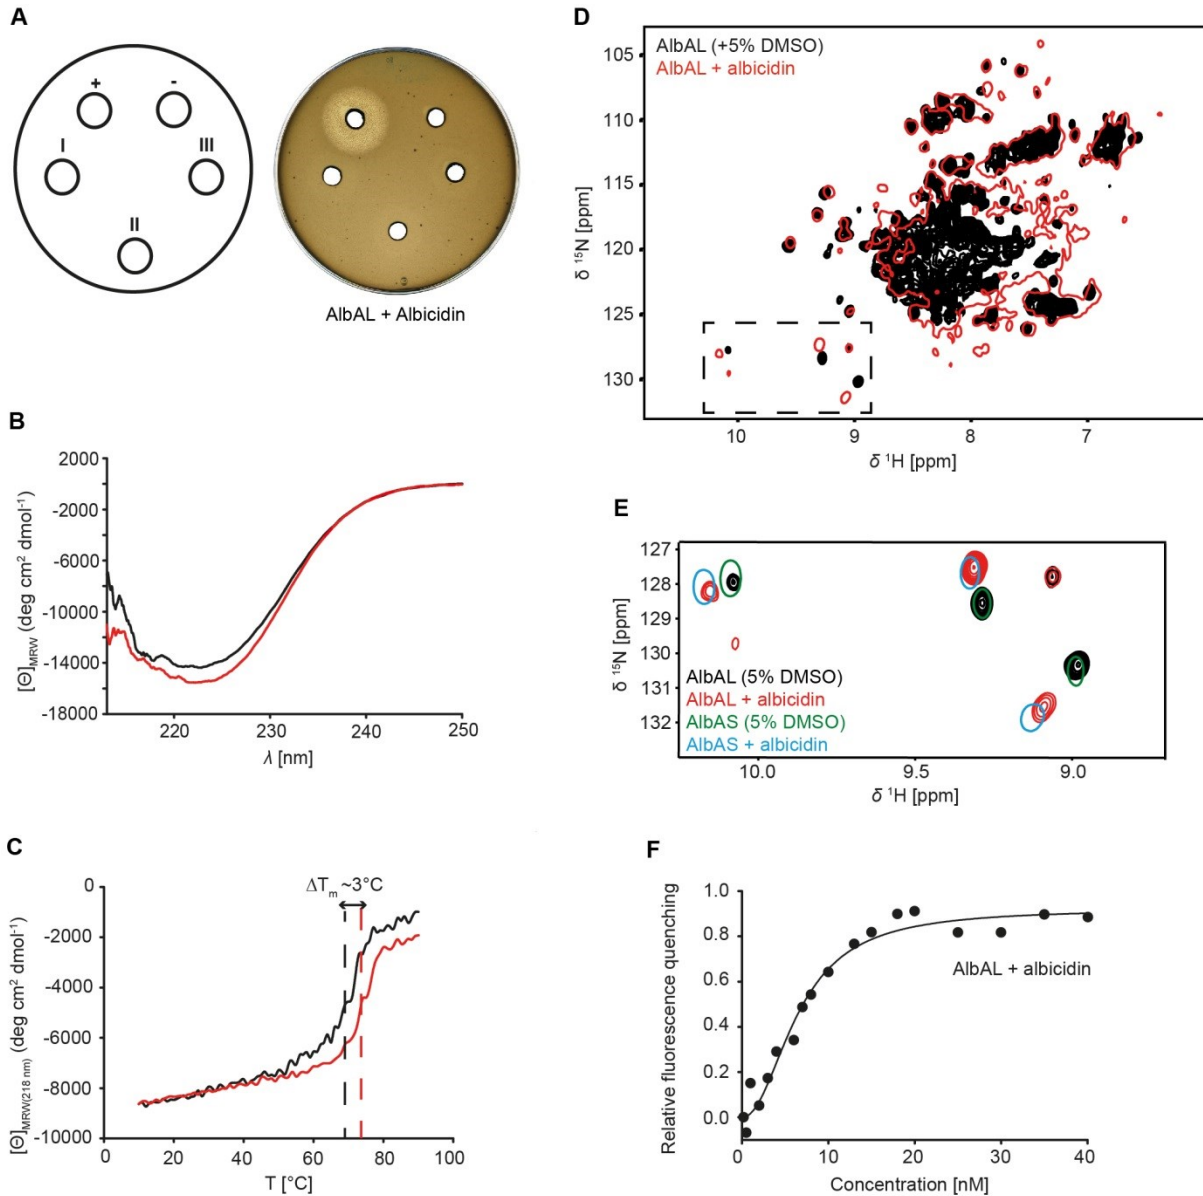 A
+ -
I III
II
AlbAL + Albicidin
B
2000
-2000
-6000
-10000
-14000
-18000
[Θ]MRW (deg cm² dmol⁻¹)
220 230 240 250
λ [nm]
C
ΔTm ~3°C
0
-2000
-4000
-6000
-8000
-10000
[Θ]MRW(218 nm) (deg cm² dmol⁻¹)
0 20 40 60 80 100
T [°C]
D
AlbAL (+5% DMSO)
AlbAL + albicidin
105
110
115
120
125
130
δ ¹⁵N [ppm]
10 9 8 7
δ ¹H [ppm]
E
127
128
129
130
131
132
δ ¹⁵N [ppm]
AlbAL (5% DMSO)
AlbAL + albicidin
AlbAS (5% DMSO)
AlbAS + albicidin
10.0 9.5 9.0
δ ¹H [ppm]
F
1.0
0.8
0.6
0.4
0.2
0.0
Relative fluorescence quenching
AlbAL + albicidin
0 10 20 30 40
Concentration [nM]